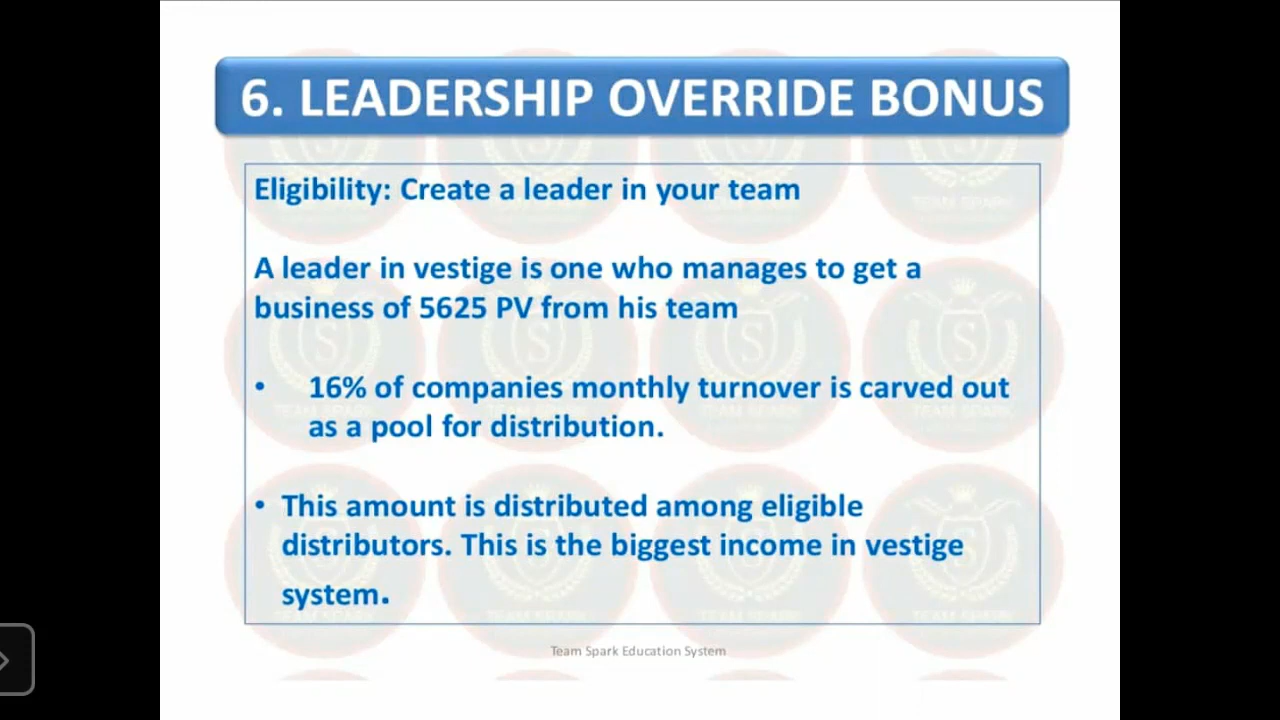 6. LEADERSHIP OVERRIDE BONUS
Eligibility: Create a leader in your team
A leader in vestige is one who manages to get a
business of 5625 PV from his team
• 16% of companies monthly turnover is carved out
as a pool for distribution.
• This amount is distributed among eligible
distributors. This is the biggest income in vestige
system.
Team Spark Education System